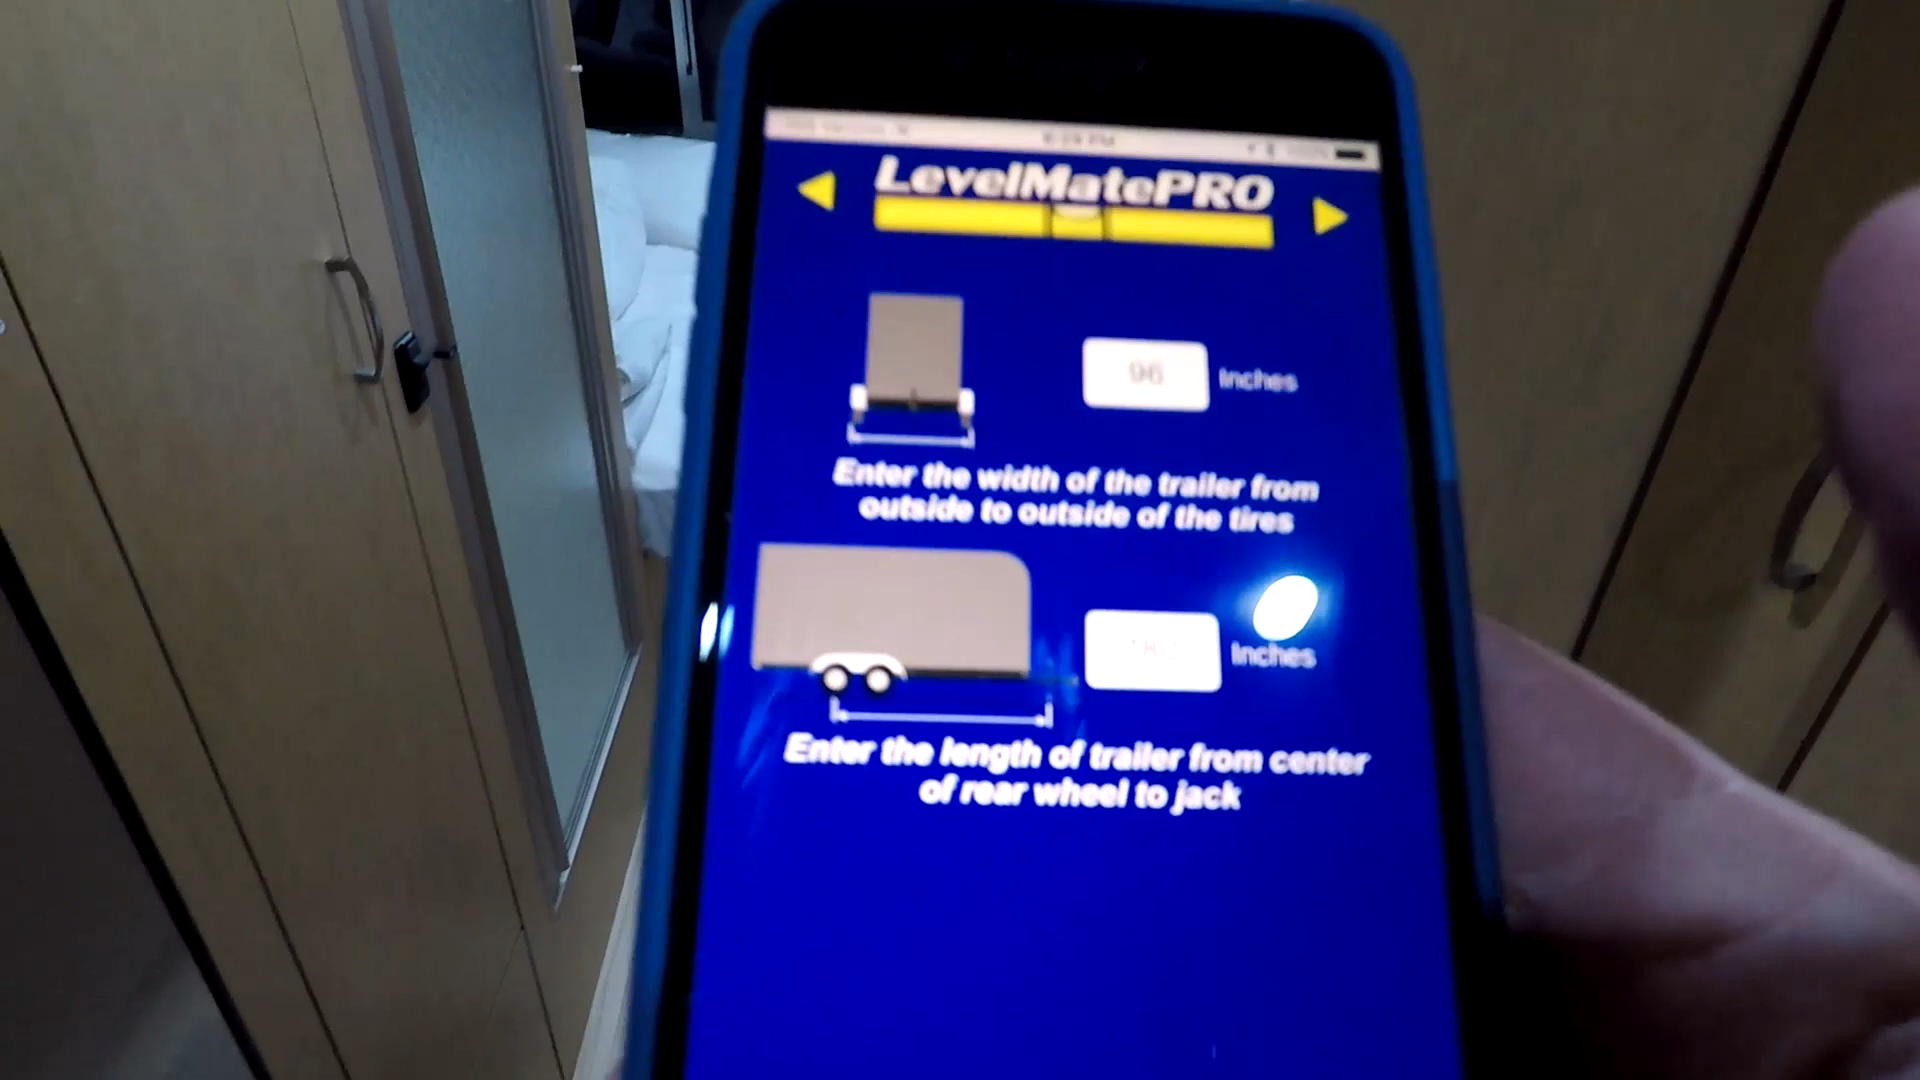 LevelMatePRO
96 Inches
Enter the width of the trailer from
outside to outside of the tires
Inches
Enter the length of trailer from center
of rear wheel to jack